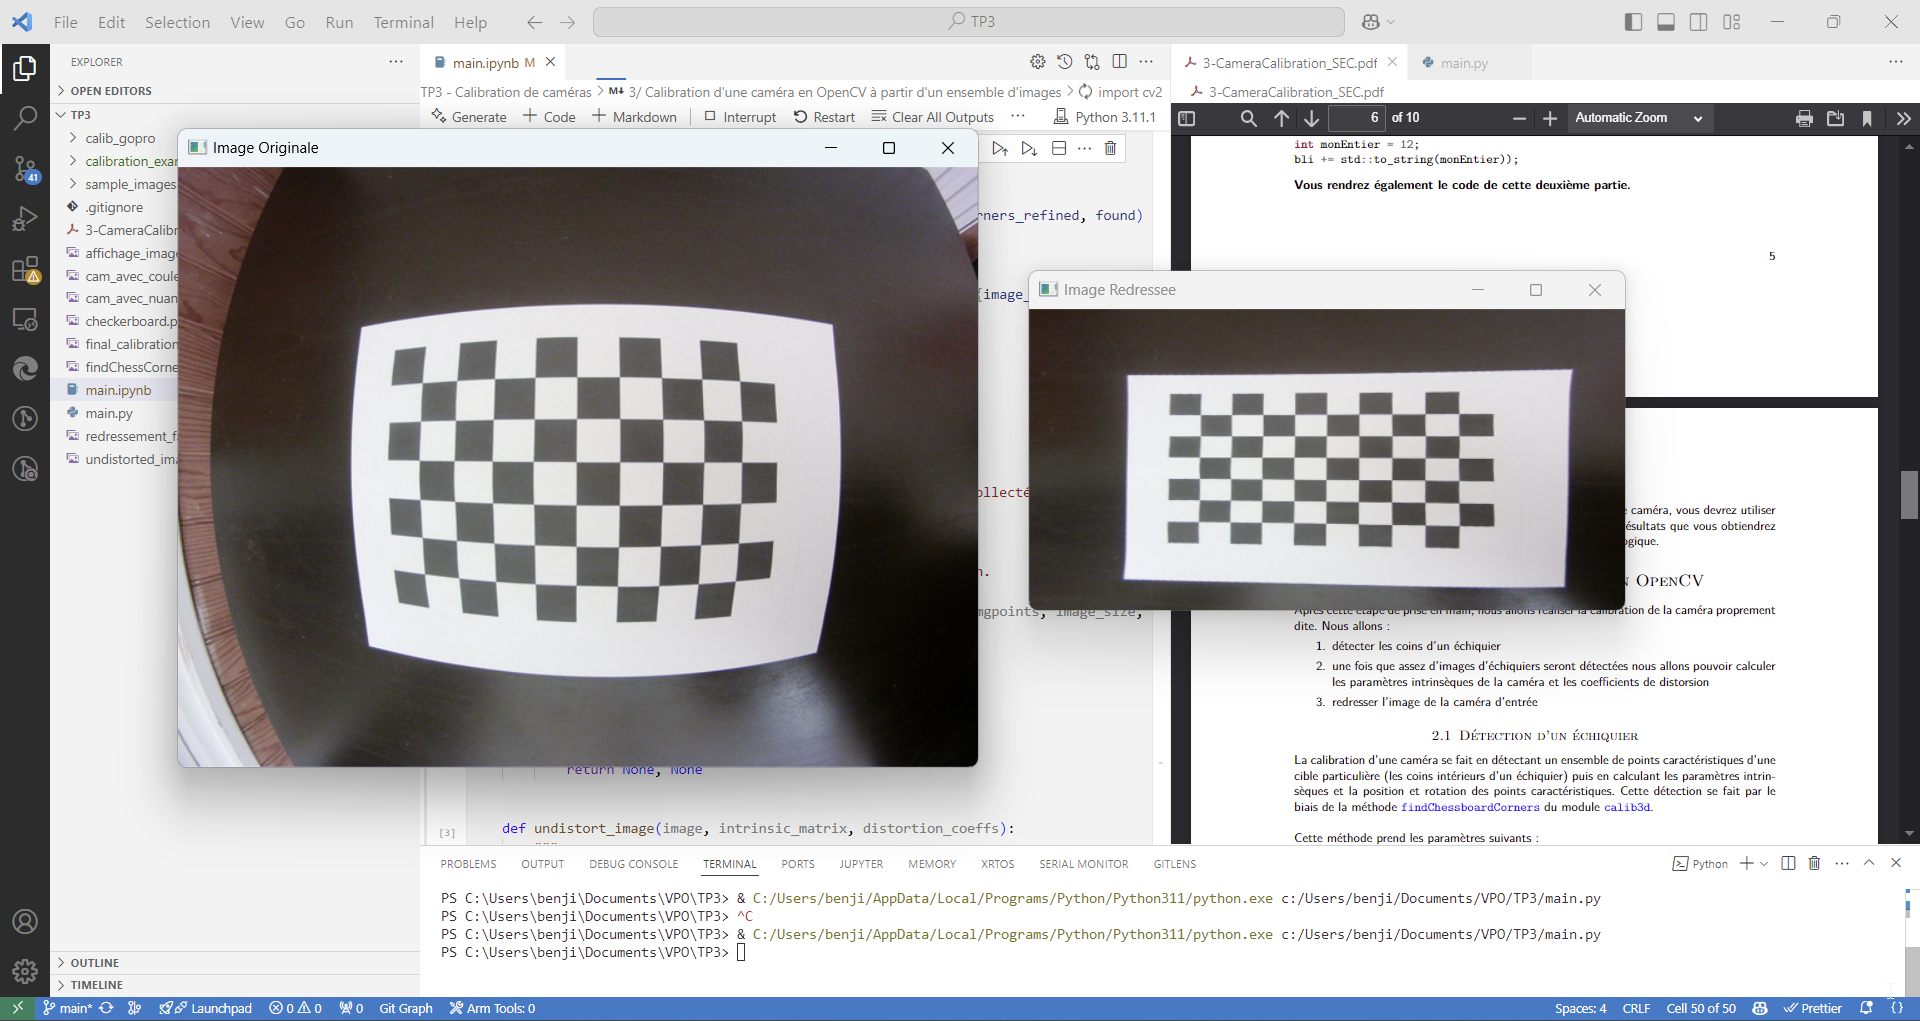 File Edit Selection View Go Run Terminal Help
TP3
EXPLORER
OPEN EDITORS
TP3
calib_gopro
calibration_exa
sample_images
.gitignore
3-CameraCalibr
affichage_image
cam_avec_coule
cam_avec_nuan
checkerboard.p
final_calibration
findChessCorne
main.ipynb
main.py
redressement_f
undistorted_im
OUTLINE
TIMELINE
41
main.ipynb M
TP3 - Calibration de caméras > M↓ 3/ Calibration d'une caméra en OpenCV à partir d'un ensemble d'images > import cv2
Generate + Code + Markdown Interrupt Restart Clear All Outputs ... Python 3.11.1
Image Originale
rners_refined, found)
{image_
ollecté
n.
mgpoints, image_size,
return None, None
[3]
def undistort_image(image, intrinsic_matrix, distortion_coeffs):
"""
3-CameraCalibration_SEC.pdf
main.py
3-CameraCalibration_SEC.pdf
6 of 10
Automatic Zoom
int monEntier = 12;
bli += std::to_string(monEntier));
Vous rendrez également le code de cette deuxième partie.
5
Image Redressee
caméra, vous devrez utiliser
ésultats que vous obtiendrez
ogique.
N OPENCV
Après cette étape de prise en main, nous allons réaliser la calibration de la caméra proprement
dite. Nous allons :
1. détecter les coins d'un échiquier
2. une fois que assez d'images d'échiquiers seront détectées nous allons pouvoir calculer
les paramètres intrinsèques de la caméra et les coefficients de distorsion
3. redresser l'image de la caméra d'entrée
2.1 DÉTECTION D'UN ÉCHIQUIER
La calibration d'une caméra se fait en détectant un ensemble de points caractéristiques d'une
cible particulière (les coins intérieurs d'un échiquier) puis en calculant les paramètres intrin-
sèques et la position et rotation des points caractéristiques. Cette détection se fait par le
biais de la méthode findChessboardCorners du module calib3d.
Cette méthode prend les paramètres suivants :
PROBLEMS OUTPUT DEBUG CONSOLE TERMINAL PORTS JUPYTER MEMORY XRTOS SERIAL MONITOR GITLENS
Python
PS C:\Users\benji\Documents\VPO\TP3> & C:/Users/benji/AppData/Local/Programs/Python/Python311/python.exe c:/Users/benji/Documents/VPO/TP3/main.py
PS C:\Users\benji\Documents\VPO\TP3> ^C
PS C:\Users\benji\Documents\VPO\TP3> & C:/Users/benji/AppData/Local/Programs/Python/Python311/python.exe c:/Users/benji/Documents/VPO/TP3/main.py
PS C:\Users\benji\Documents\VPO\TP3>
main* Launchpad 0 0 0 Git Graph Arm Tools: 0
Spaces: 4 CRLF Cell 50 of 50 Prettier {}